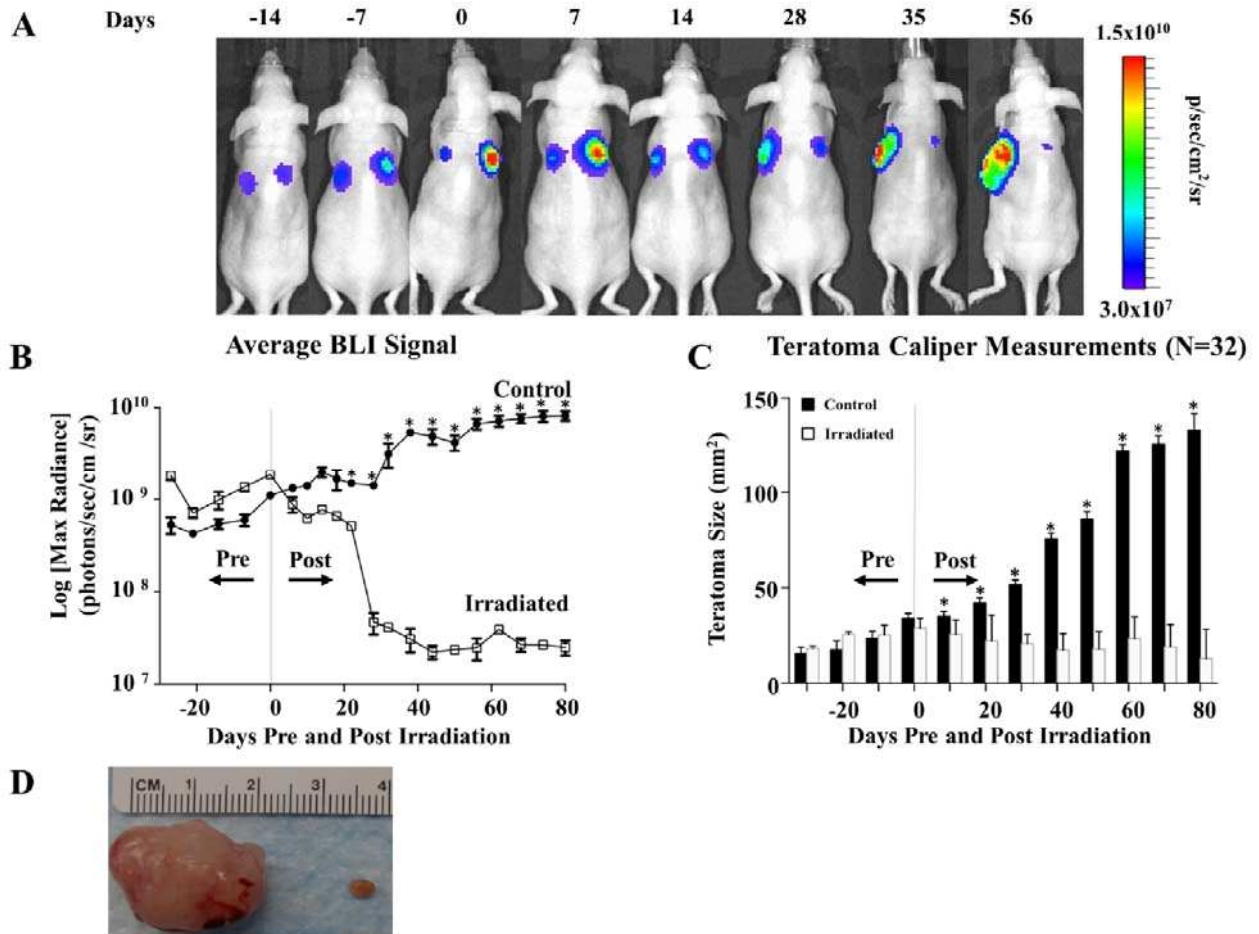 A
Days -14 -7 0 7 14 28 35 56
1.5x10¹⁰
p/sec/cm²/sr
3.0x10⁷
B
Average BLI Signal
Log [Max Radiance]
(photons/sec/cm /sr)
10¹⁰
10⁹
10⁸
10⁷
Control
* * * * * * * * * * *
Pre Post
Irradiated
-20 0 20 40 60 80
Days Pre and Post Irradiation
C
Teratoma Caliper Measurements (N=32)
Teratoma Size (mm²)
150
100
50
0
Control
Irradiated
* * * * * * * *
Pre Post
-20 0 20 40 60 80
Days Pre and Post Irradiation
D
CM 1 2 3 4